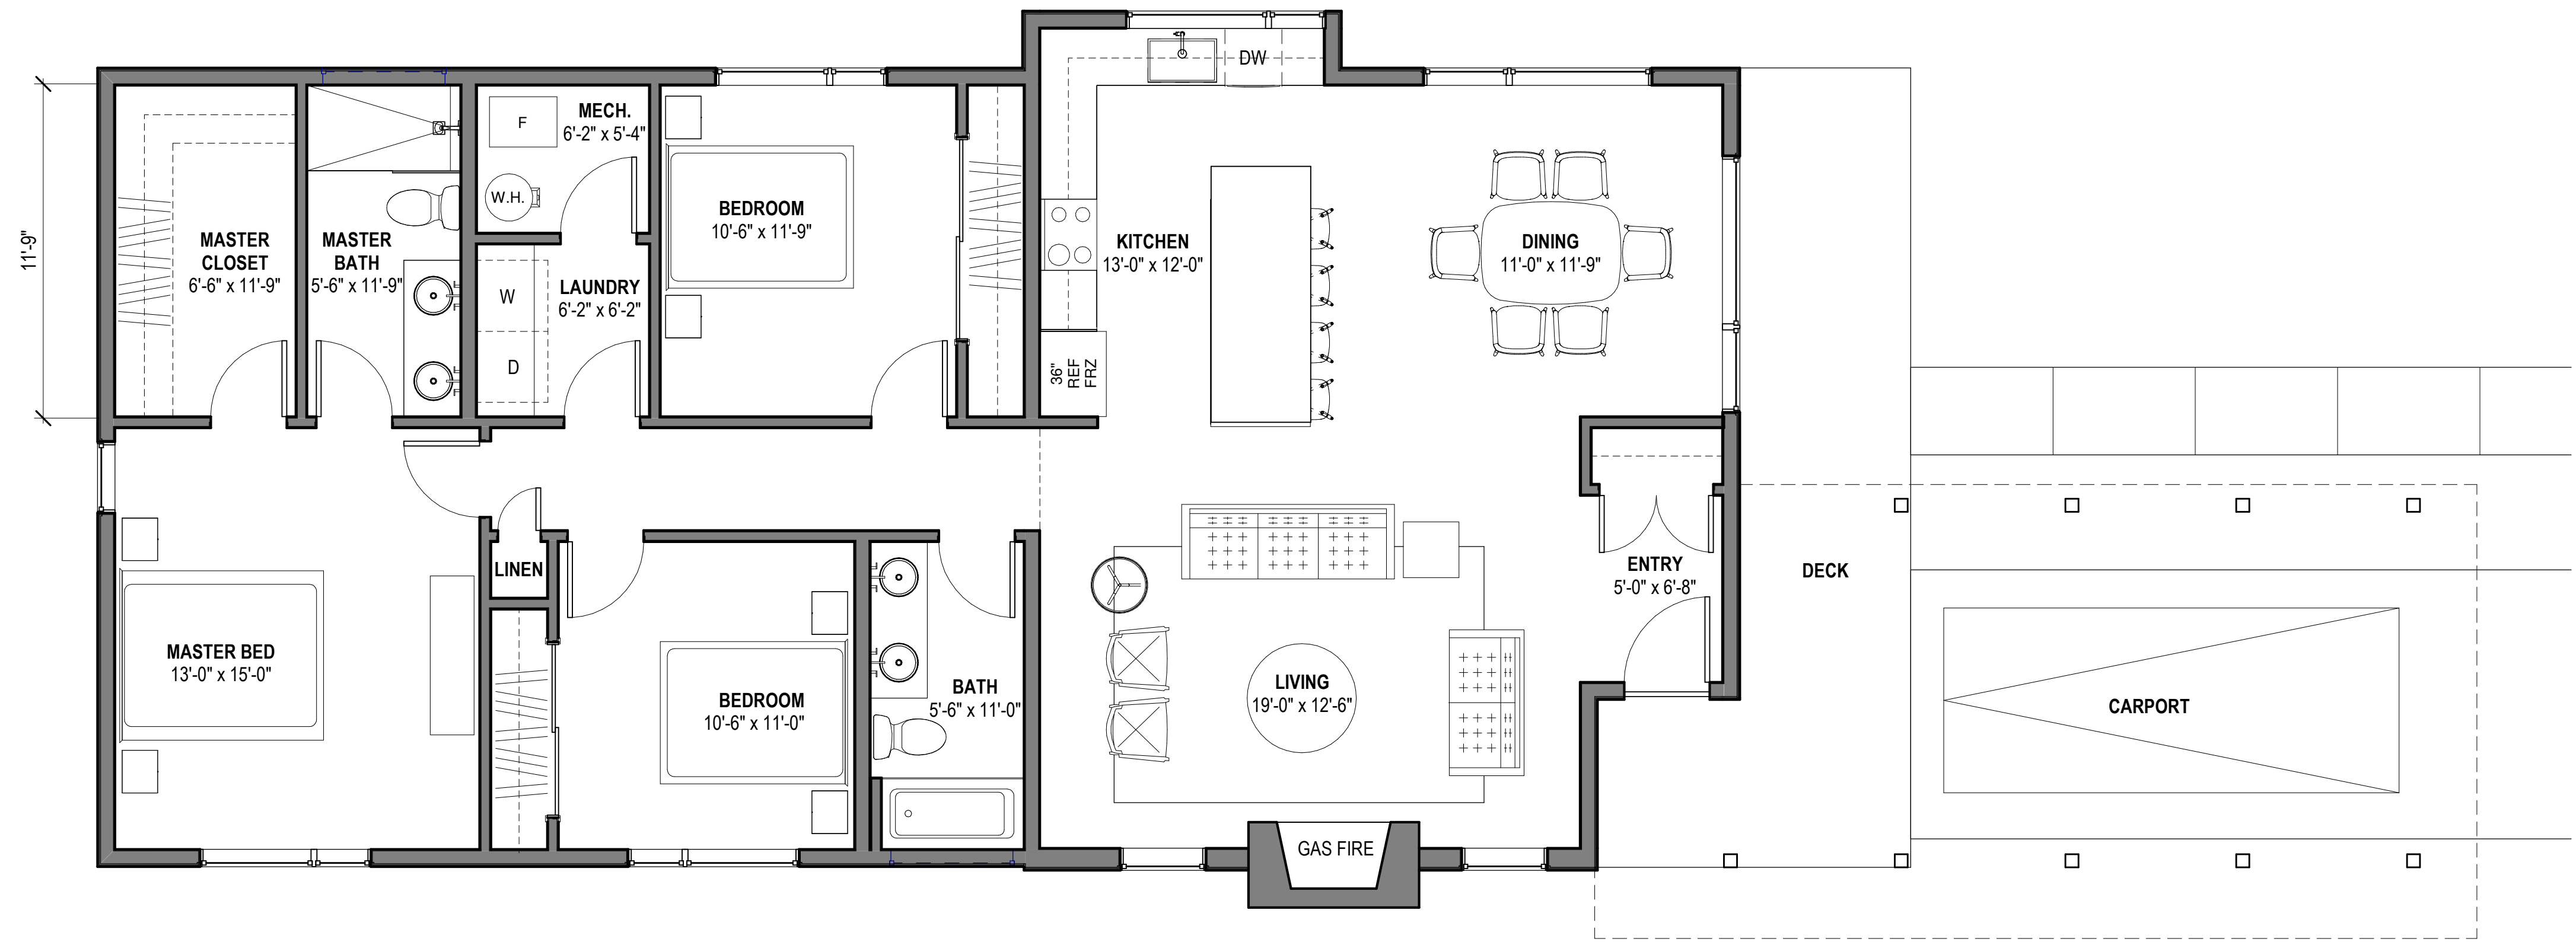 DW
MECH.
6'-2" x 5'-4"
F
W.H.
BEDROOM
10'-6" x 11'-9"
11'-9"
MASTER
CLOSET
6'-6" x 11'-9"
MASTER
BATH
5'-6" x 11'-9"
W
D
LAUNDRY
6'-2" x 6'-2"
KITCHEN
13'-0" x 12'-0"
DINING
11'-0" x 11'-9"
36"
REF
FRZ
LINEN
ENTRY
5'-0" x 6'-8"
DECK
MASTER BED
13'-0" x 15'-0"
BEDROOM
10'-6" x 11'-0"
BATH
5'-6" x 11'-0"
LIVING
19'-0" x 12'-6"
CARPORT
GAS FIRE